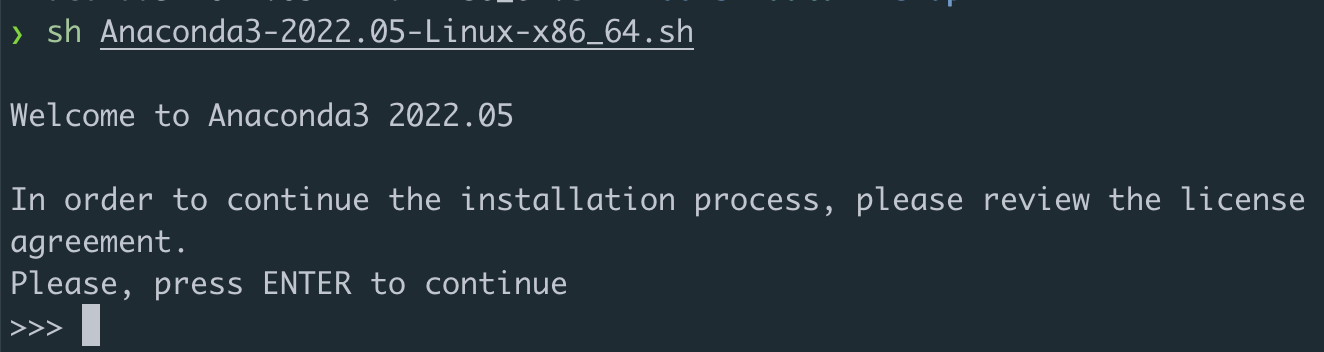 ❯ sh Anaconda3-2022.05-Linux-x86_64.sh
Welcome to Anaconda3 2022.05
In order to continue the installation process, please review the license
agreement.
Please, press ENTER to continue
>>>